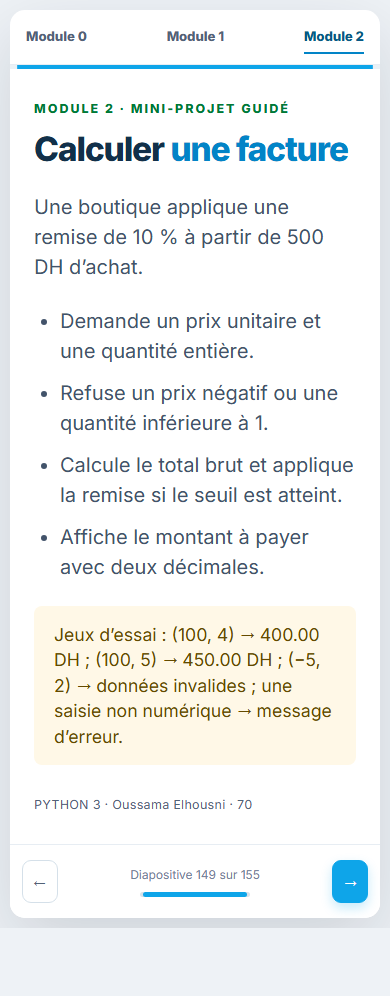 Module 0 Module 1 Module 2
MODULE 2 · MINI-PROJET GUIDÉ
Calculer une facture
Une boutique applique une
remise de 10 % à partir de 500
DH d’achat.
• Demande un prix unitaire et
une quantité entière.
• Refuse un prix négatif ou une
quantité inférieure à 1.
• Calcule le total brut et applique
la remise si le seuil est atteint.
• Affiche le montant à payer
avec deux décimales.
Jeux d’essai : (100, 4) → 400.00
DH ; (100, 5) → 450.00 DH ; (−5,
2) → données invalides ; une
saisie non numérique → message
d’erreur.
PYTHON 3 · Oussama Elhousni · 70
← Diapositive 149 sur 155 →